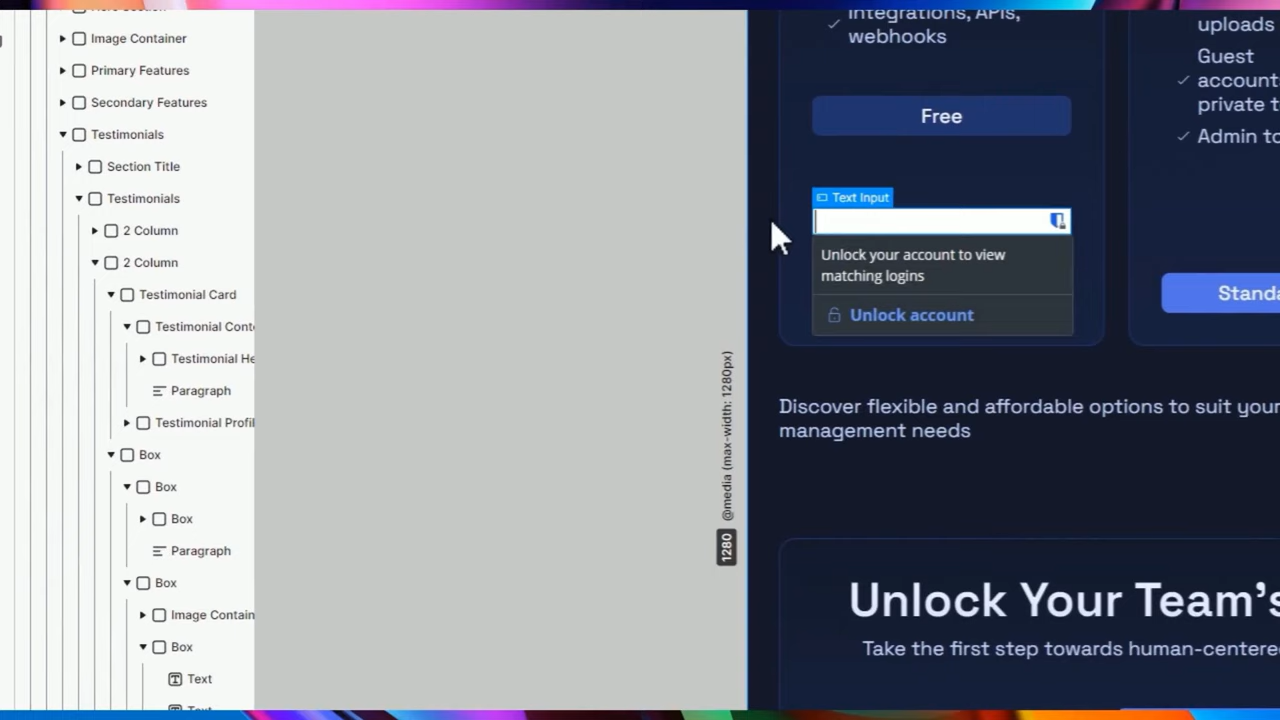 Image Container
Primary Features
Secondary Features
Testimonials
Section Title
Testimonials
2 Column
2 Column
Testimonial Card
Testimonial Conte
Testimonial He
Paragraph
Testimonial Profil
Box
Box
Box
Paragraph
Box
Image Contain
Box
Text
1280 @media (max-width: 1280px)
Integrations, APIs,
webhooks
Free
Text Input
Unlock your account to view
matching logins
Unlock account
uploads
Guest
account
private t
Admin to
Standa
Discover flexible and affordable options to suit your
management needs
Unlock Your Team's
Take the first step towards human-centere